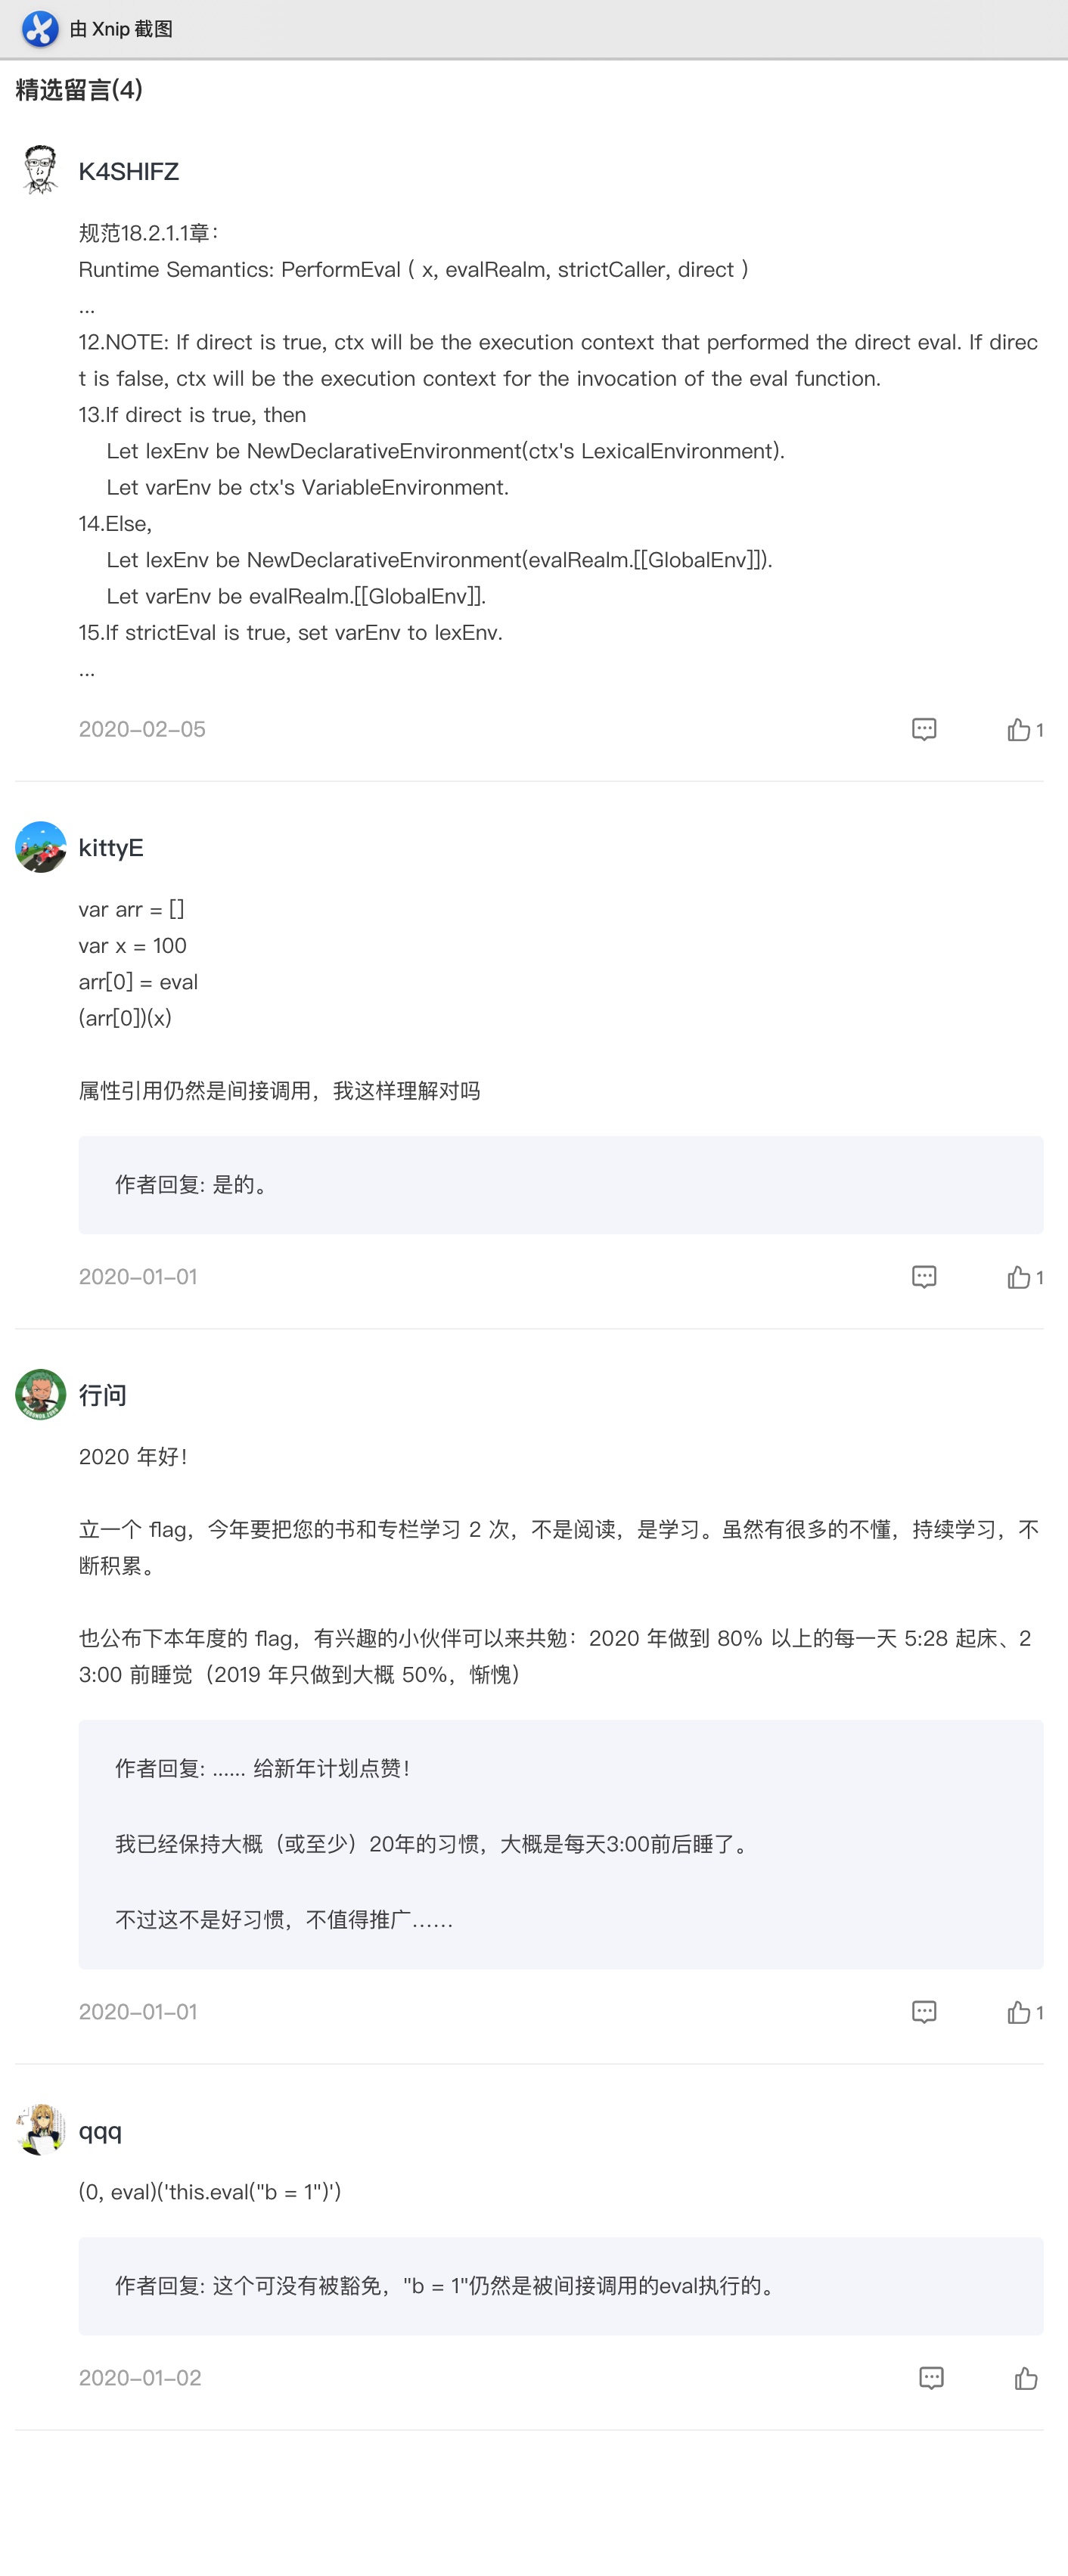 由 Xnip 截图
精选留言(4)
K4SHIFZ
规范18.2.1.1章：
Runtime Semantics: PerformEval ( x, evalRealm, strictCaller, direct )
...
12.NOTE: If direct is true, ctx will be the execution context that performed the direct eval. If direc
t is false, ctx will be the execution context for the invocation of the eval function.
13.If direct is true, then
Let lexEnv be NewDeclarativeEnvironment(ctx's LexicalEnvironment).
Let varEnv be ctx's VariableEnvironment.
14.Else,
Let lexEnv be NewDeclarativeEnvironment(evalRealm.[[GlobalEnv]]).
Let varEnv be evalRealm.[[GlobalEnv]].
15.If strictEval is true, set varEnv to lexEnv.
...
2020-02-05
1
kittyE
var arr = []
var x = 100
arr[0] = eval
(arr[0])(x)
属性引用仍然是间接调用，我这样理解对吗
作者回复: 是的。
2020-01-01
1
行问
2020 年好！
立一个 flag，今年要把您的书和专栏学习 2 次，不是阅读，是学习。虽然有很多的不懂，持续学习，不
断积累。
也公布下本年度的 flag，有兴趣的小伙伴可以来共勉：2020 年做到 80% 以上的每一天 5:28 起床、2
3:00 前睡觉（2019 年只做到大概 50%，惭愧）
作者回复: ...... 给新年计划点赞！
我已经保持大概（或至少）20年的习惯，大概是每天3:00前后睡了。
不过这不是好习惯，不值得推广……
2020-01-01
1
qqq
(0, eval)('this.eval("b = 1")')
作者回复: 这个可没有被豁免，"b = 1"仍然是被间接调用的eval执行的。
2020-01-02